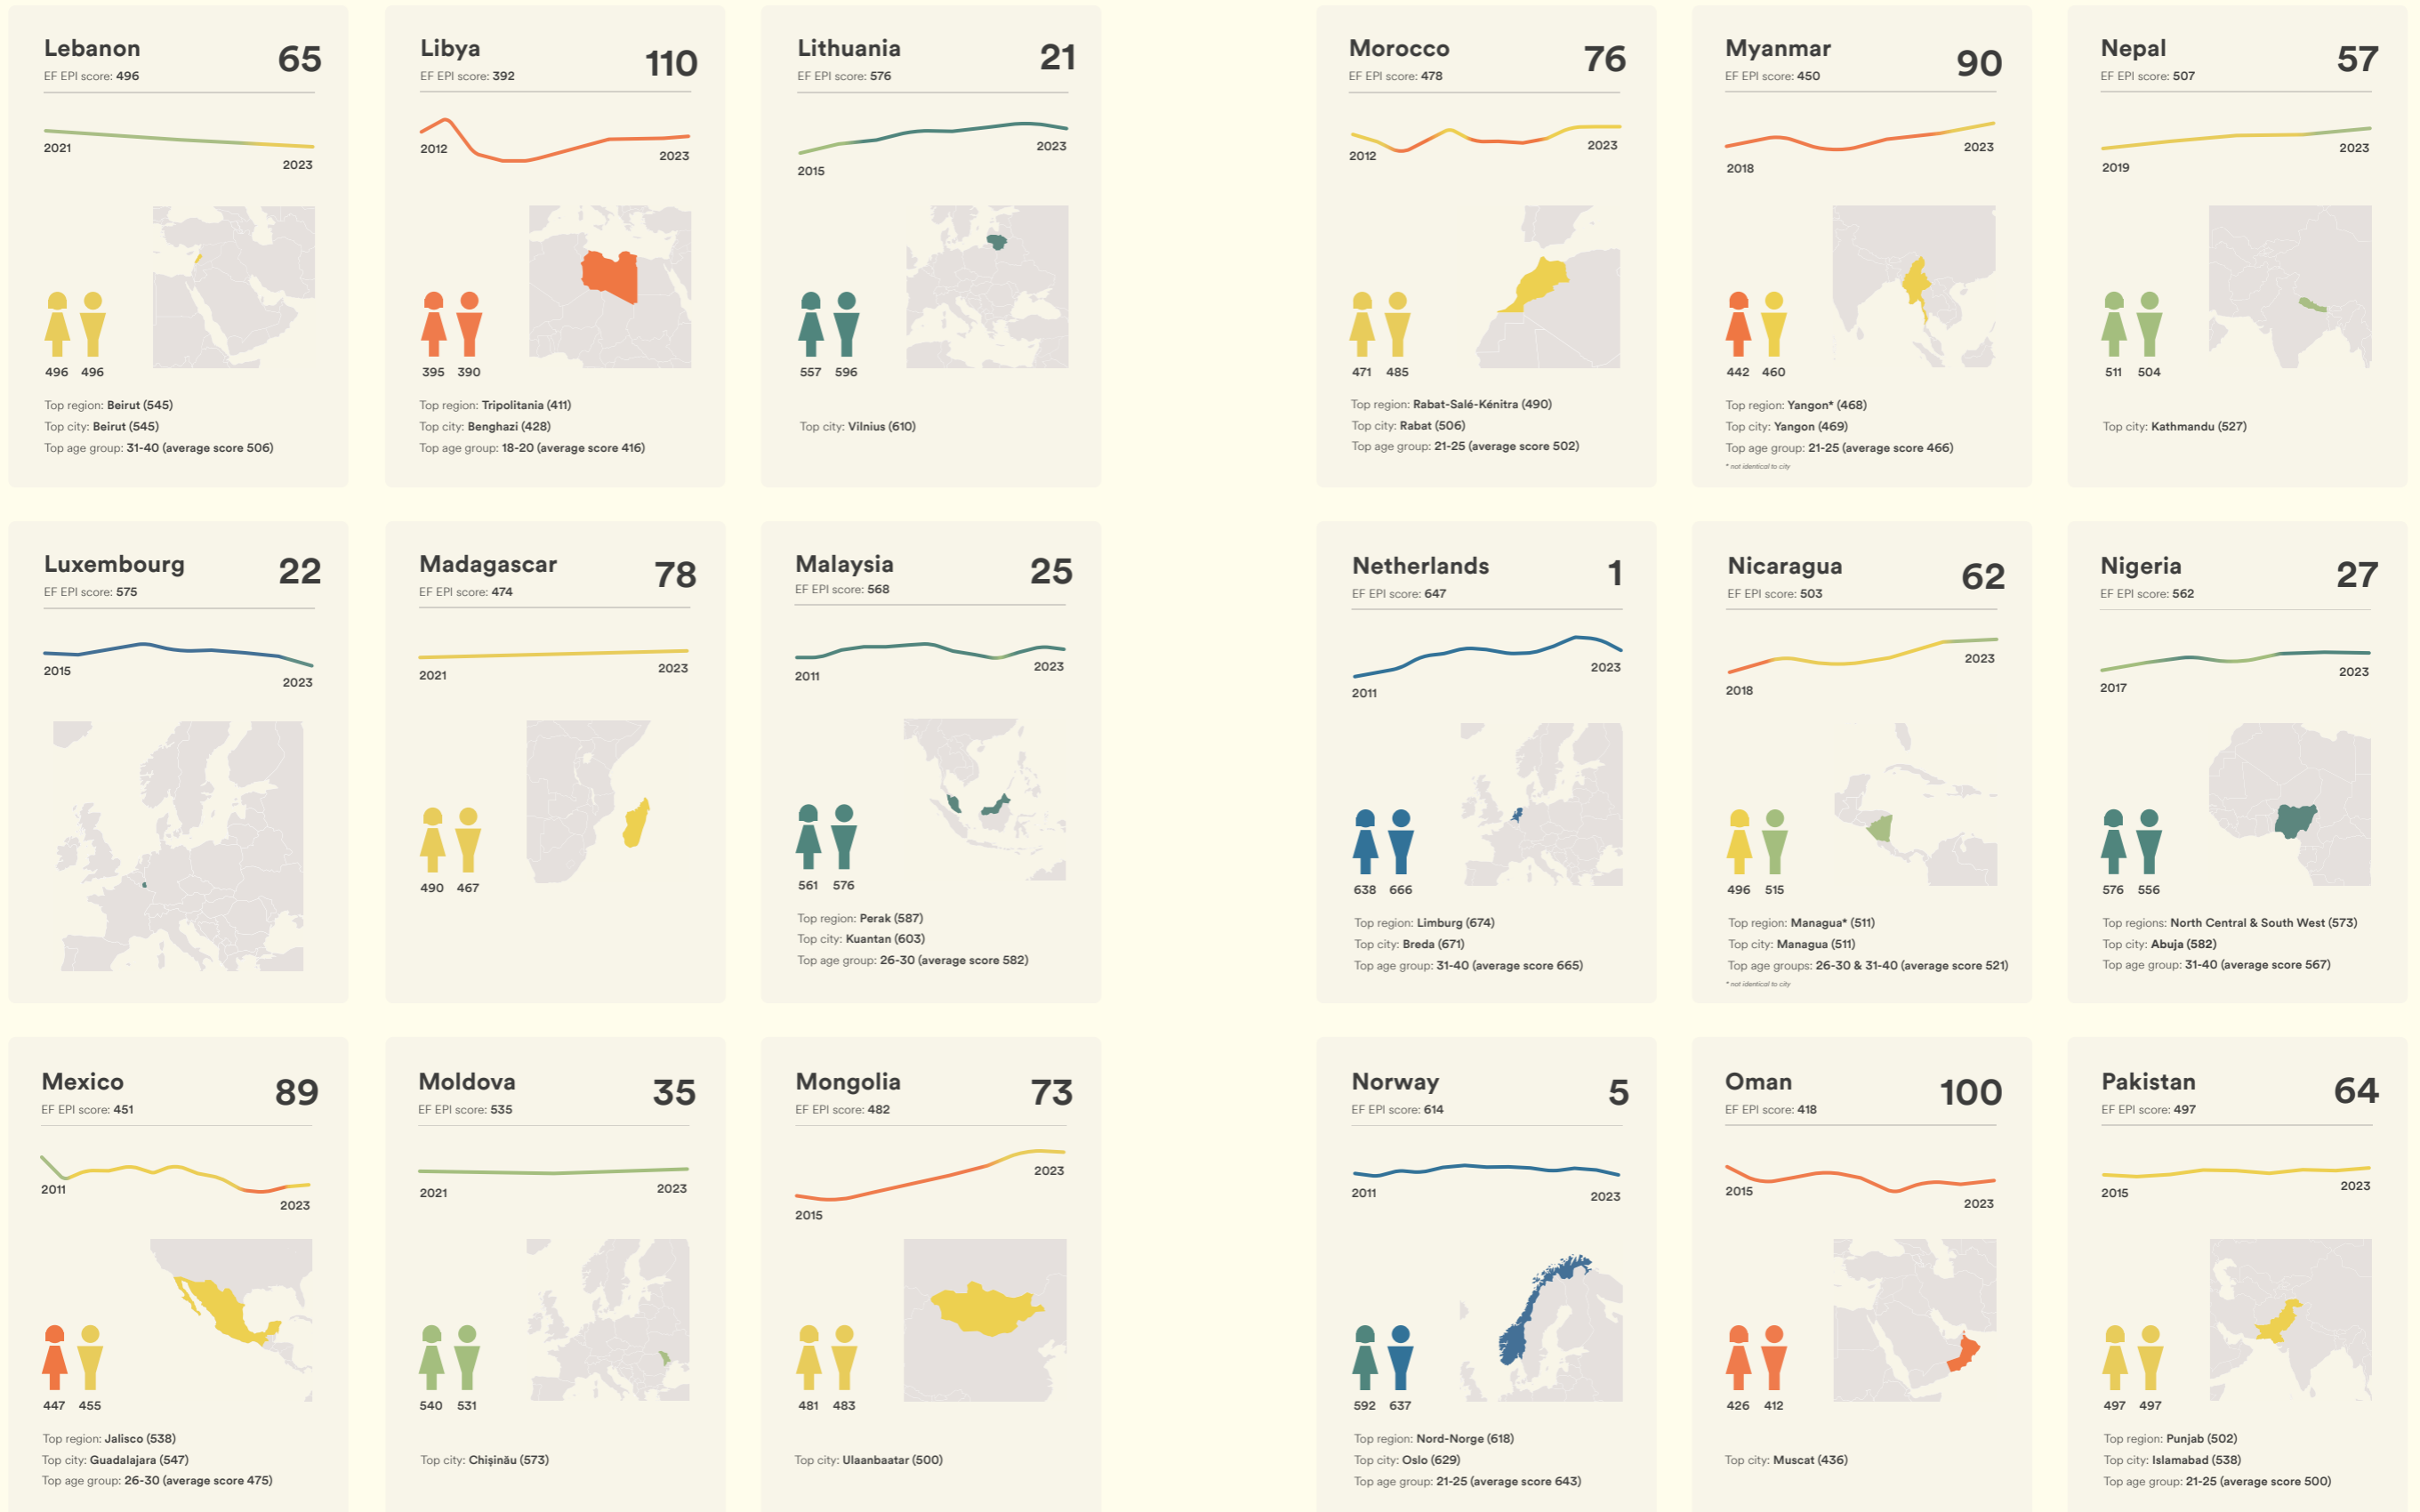 Lebanon
65
EF EPI score: 496
2021
2023
496 496
Top region: Beirut (545)
Top city: Beirut (545)
Top age group: 31-40 (average score 506)
Libya
110
EF EPI score: 392
2012
2023
395 390
Top region: Tripolitania (411)
Top city: Benghazi (428)
Top age group: 18-20 (average score 416)
Lithuania
21
EF EPI score: 576
2015
2023
557 596
Top city: Vilnius (610)
Morocco
76
EF EPI score: 478
2012
2023
471 485
Top region: Rabat-Salé-Kénitra (490)
Top city: Rabat (506)
Top age group: 21-25 (average score 502)
Myanmar
90
EF EPI score: 450
2018
2023
442 460
Top region: Yangon* (468)
Top city: Yangon (469)
Top age group: 21-25 (average score 466)
* not identical to city
Nepal
57
EF EPI score: 507
2019
2023
511 504
Top city: Kathmandu (527)
Luxembourg
22
EF EPI score: 575
2015
2023
Madagascar
78
EF EPI score: 474
2021
2023
490 467
Malaysia
25
EF EPI score: 568
2011
2023
561 576
Top region: Perak (587)
Top city: Kuantan (603)
Top age group: 26-30 (average score 582)
Netherlands
1
EF EPI score: 647
2011
2023
638 666
Top region: Limburg (674)
Top city: Breda (671)
Top age group: 31-40 (average score 665)
Nicaragua
62
EF EPI score: 503
2018
2023
496 515
Top region: Managua* (511)
Top city: Managua (511)
Top age groups: 26-30 & 31-40 (average score 521)
* not identical to city
Nigeria
27
EF EPI score: 562
2017
2023
576 556
Top regions: North Central & South West (573)
Top city: Abuja (582)
Top age group: 31-40 (average score 567)
Mexico
89
EF EPI score: 451
2011
2023
447 455
Top region: Jalisco (538)
Top city: Guadalajara (547)
Top age group: 26-30 (average score 475)
Moldova
35
EF EPI score: 535
2021
2023
540 531
Top city: Chişinău (573)
Mongolia
73
EF EPI score: 482
2015
2023
481 483
Top city: Ulaanbaatar (500)
Norway
5
EF EPI score: 614
2011
2023
592 637
Top region: Nord-Norge (618)
Top city: Oslo (629)
Top age group: 21-25 (average score 643)
Oman
100
EF EPI score: 418
2015
2023
426 412
Top city: Muscat (436)
Pakistan
64
EF EPI score: 497
2015
2023
497 497
Top region: Punjab (502)
Top city: Islamabad (538)
Top age group: 21-25 (average score 500)